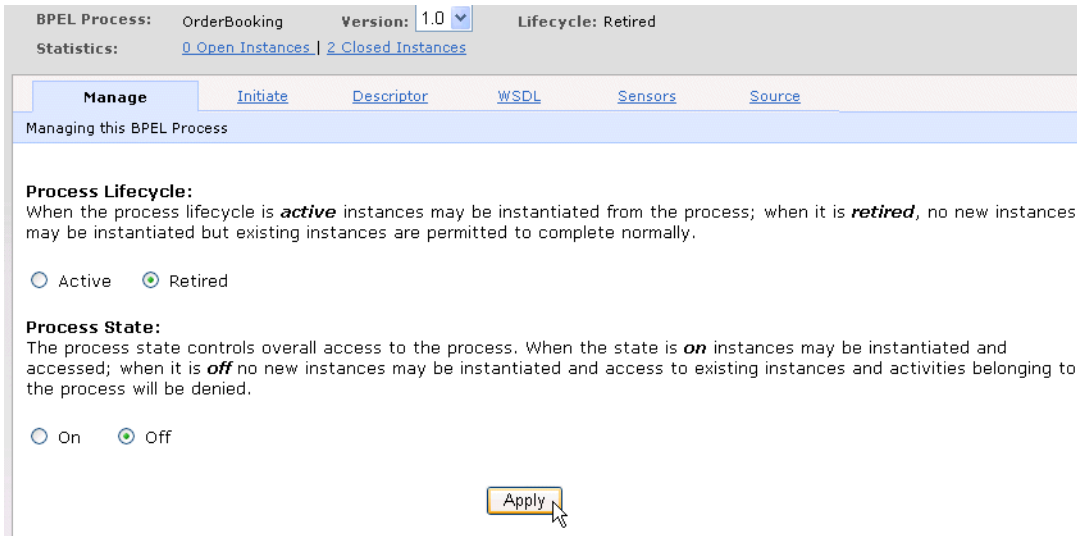 BPEL Process: OrderBooking Version: 1.0 Lifecycle: Retired
Statistics: 0 Open Instances | 2 Closed Instances
Manage Initiate Descriptor WSDL Sensors Source
Managing this BPEL Process
Process Lifecycle:
When the process lifecycle is active instances may be instantiated from the process; when it is retired, no new instances
may be instantiated but existing instances are permitted to complete normally.
Active Retired
Process State:
The process state controls overall access to the process. When the state is on instances may be instantiated and
accessed; when it is off no new instances may be instantiated and access to existing instances and activities belonging to
the process will be denied.
On Off
Apply